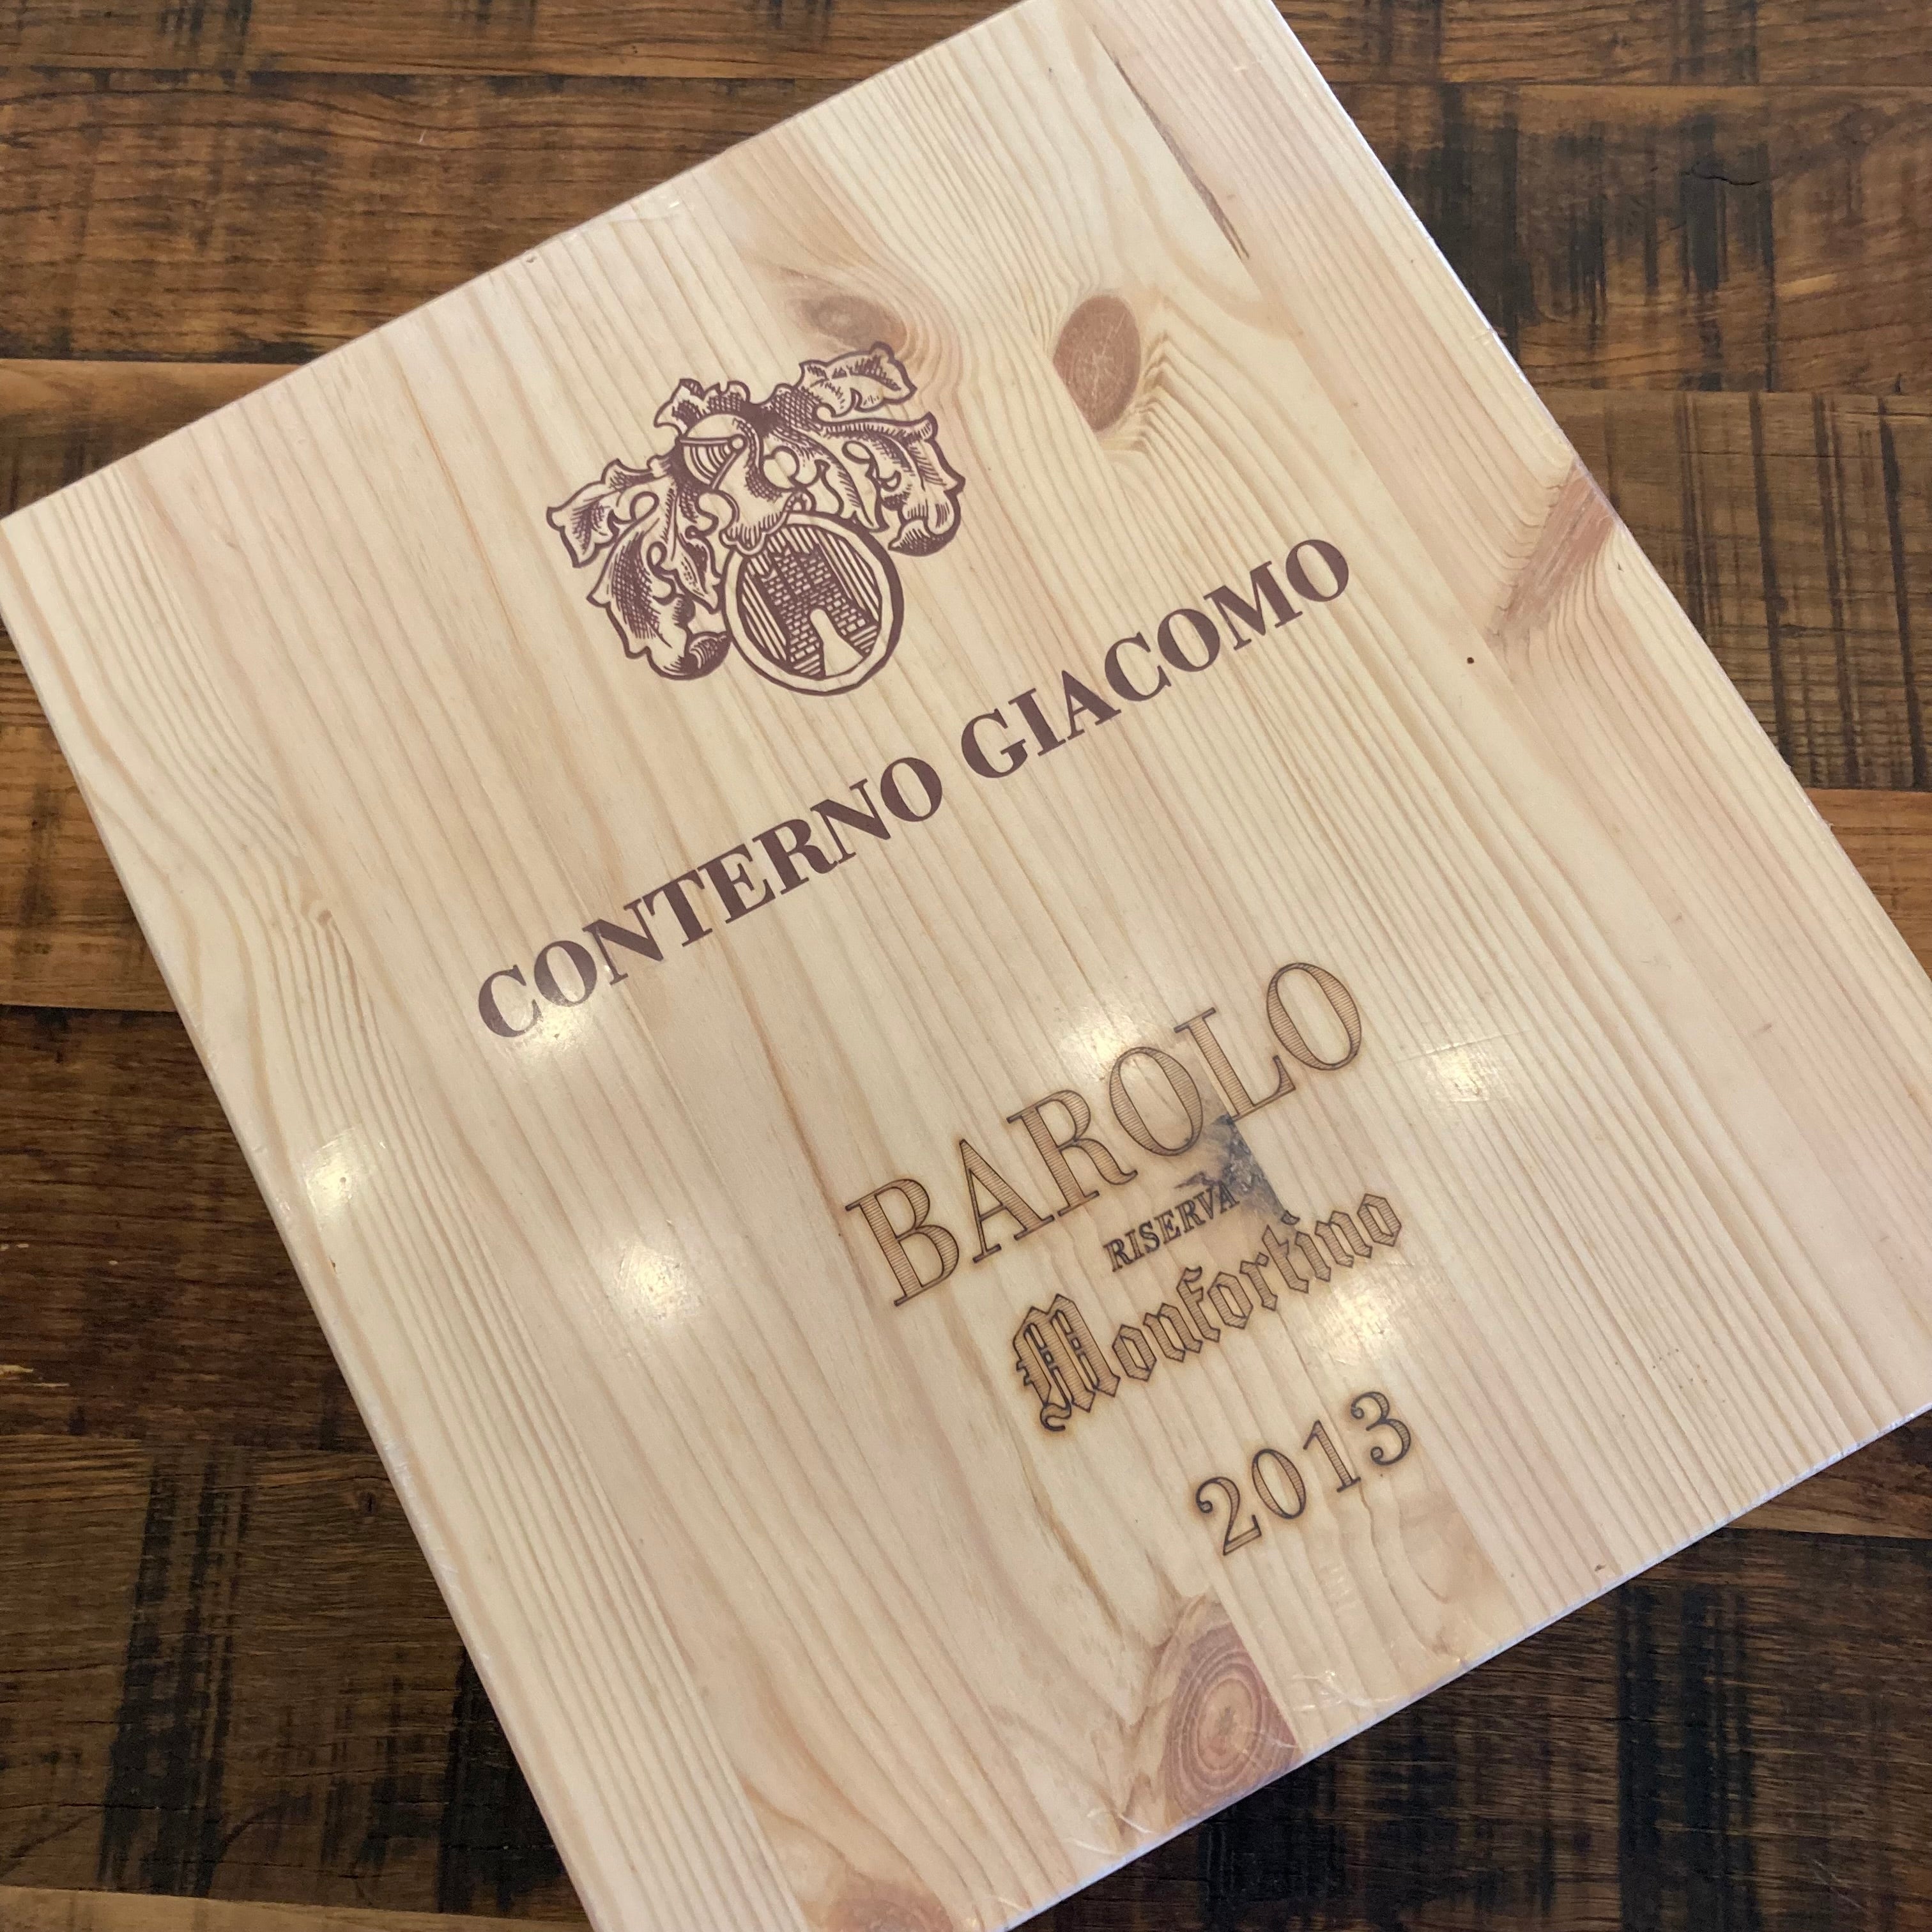 CONTERNO GIACOMO
BAROLO
RISERVA
Monfortino
2013